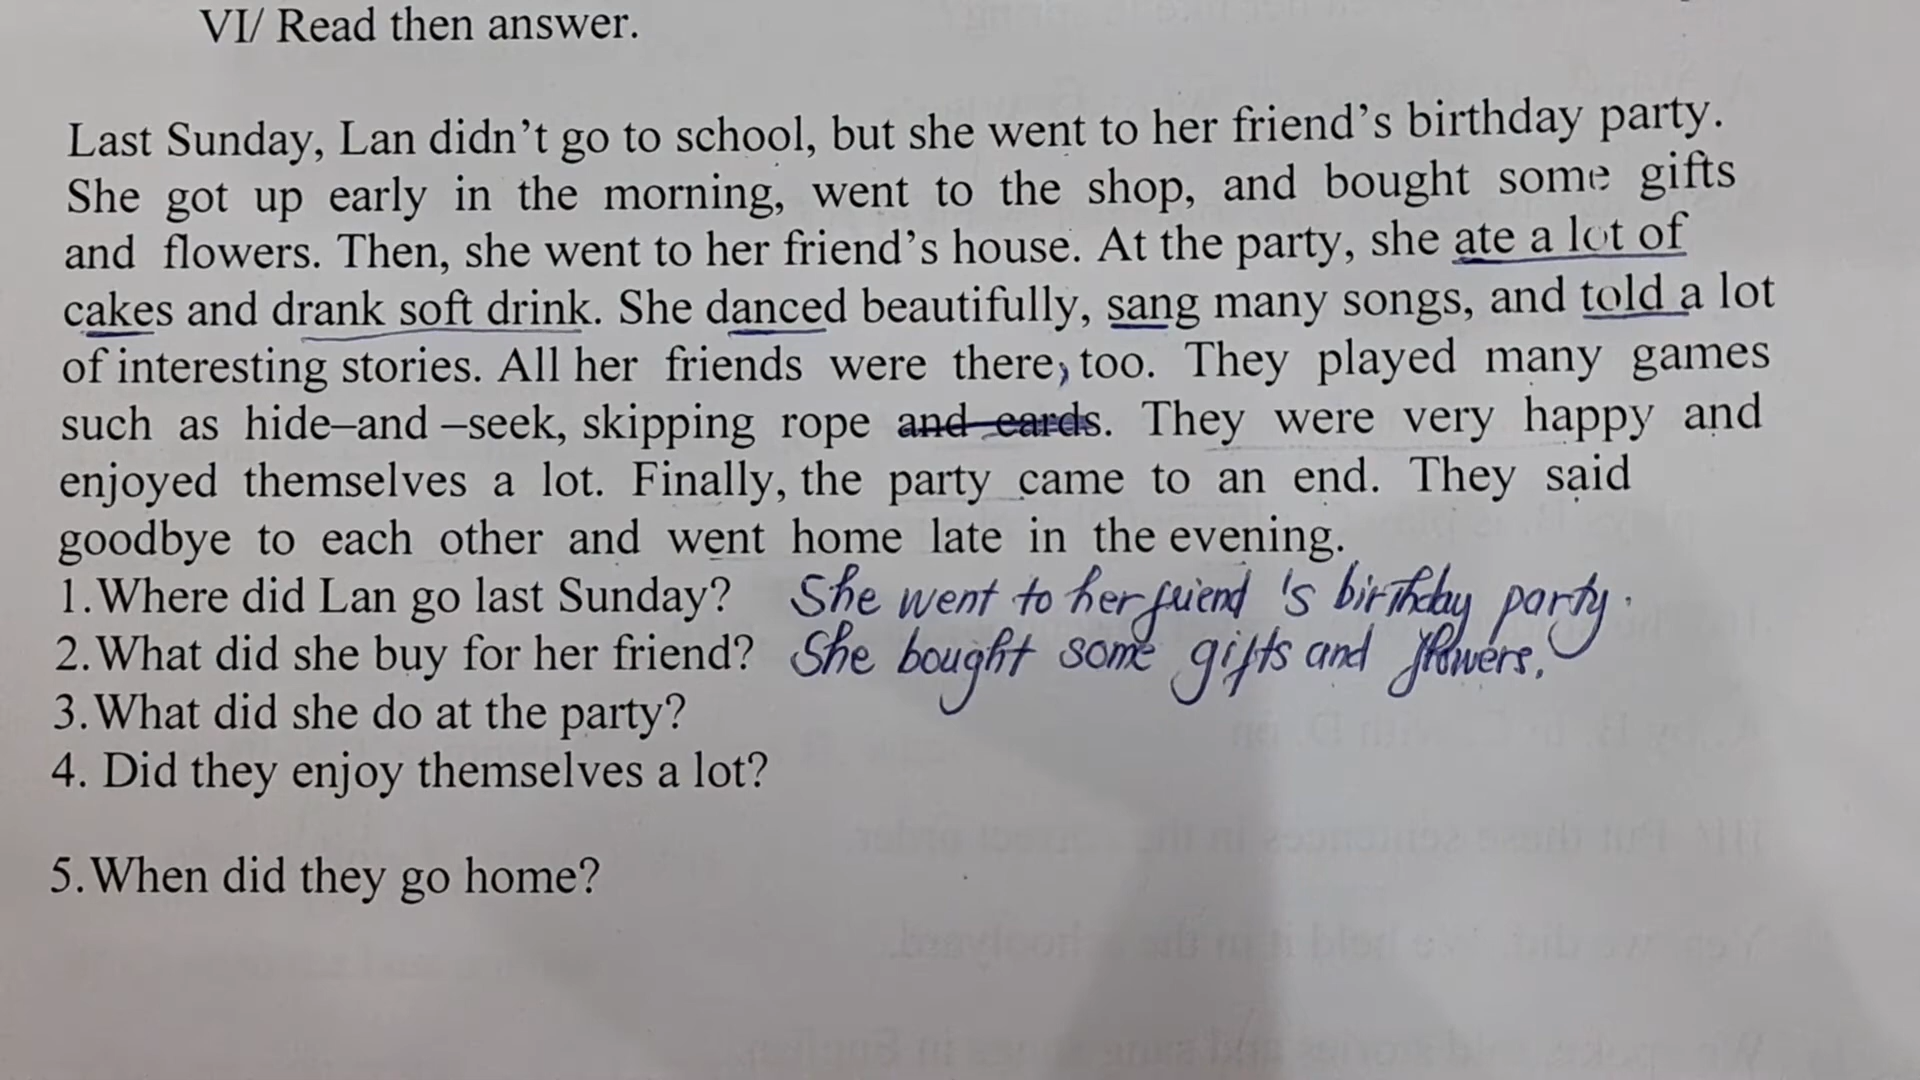 VI/ Read then answer.
Last Sunday, Lan didn't go to school, but she went to her friend's birthday party.
She got up early in the morning, went to the shop, and bought some gifts
and flowers. Then, she went to her friend's house. At the party, she ate a lot of
cakes and drank soft drink. She danced beautifully, sang many songs, and told a lot
of interesting stories. All her friends were there, too. They played many games
such as hide–and –seek, skipping rope and cards. They were very happy and
enjoyed themselves a lot. Finally, the party came to an end. They said
goodbye to each other and went home late in the evening.
1. Where did Lan go last Sunday? She went to her friend 's birthday party.
2. What did she buy for her friend? She bought some gifts and flowers.
3. What did she do at the party?
4. Did they enjoy themselves a lot?
5. When did they go home?